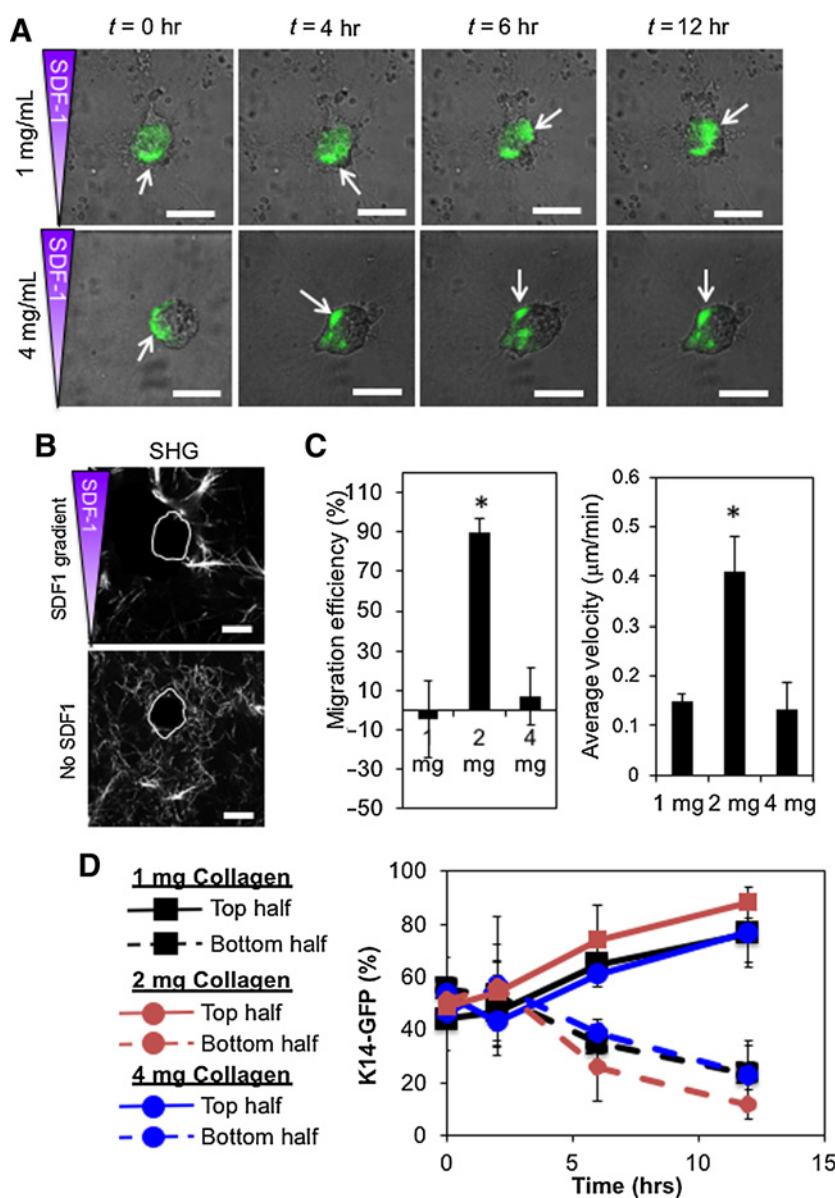 A
t = 0 hr
t = 4 hr
t = 6 hr
t = 12 hr
1 mg/mL
SDF-1
4 mg/mL
SDF-1
B
SHG
SDF1 gradient
SDF-1
No SDF1
C
Migration efficiency (%)
110
90
70
50
30
10
−10
−30
−50
1 mg
2 mg
4 mg
*
Average velocity (µm/min)
0.6
0.5
0.4
0.3
0.2
0.1
0
1 mg 2 mg 4 mg
*
D
1 mg Collagen
Top half
Bottom half
2 mg Collagen
Top half
Bottom half
4 mg Collagen
Top half
Bottom half
K14-GFP (%)
100
80
60
40
20
0
0 5 10 15
Time (hrs)